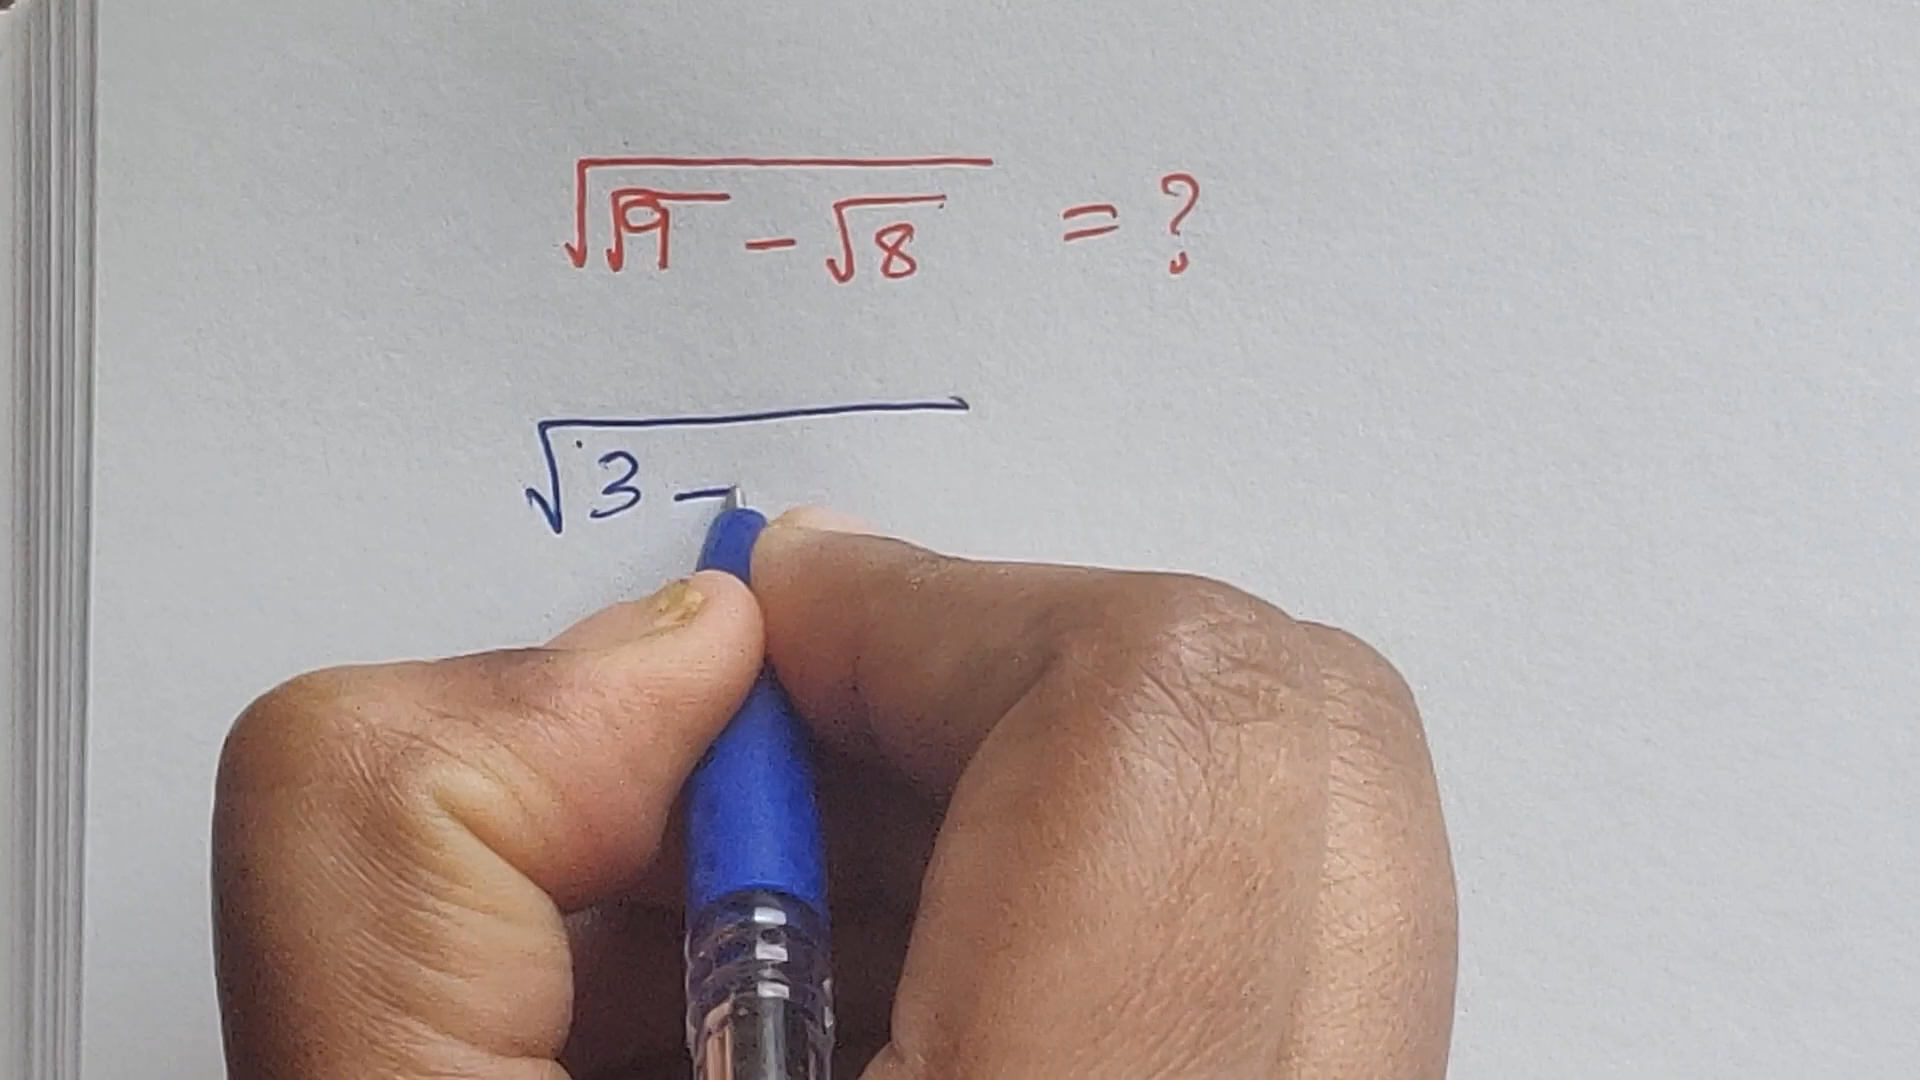 √(√9 - √8) = ?
√(3 -